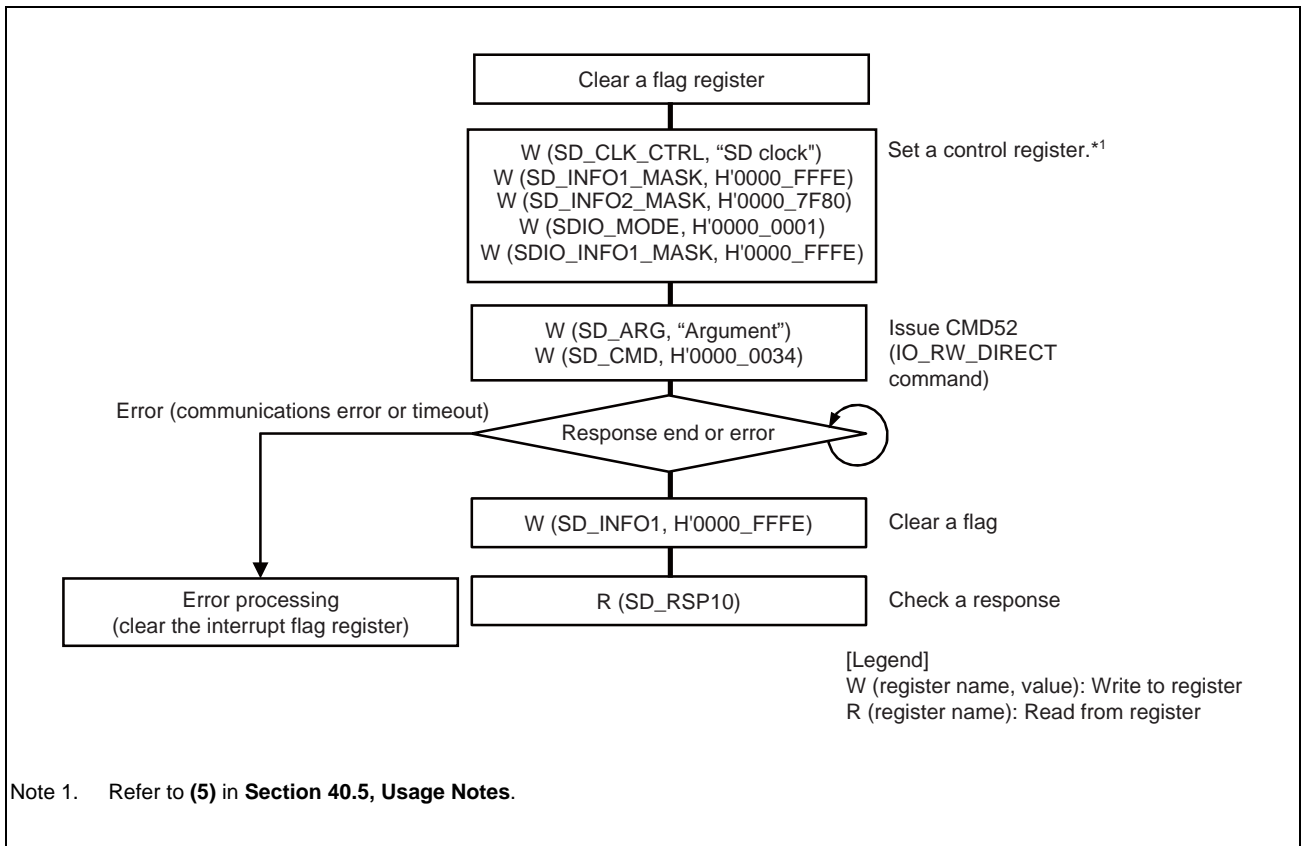 Clear a flag register
W (SD_CLK_CTRL, “SD clock")
W (SD_INFO1_MASK, H'0000_FFFE)
W (SD_INFO2_MASK, H'0000_7F80)
W (SDIO_MODE, H'0000_0001)
W (SDIO_INFO1_MASK, H'0000_FFFE)
Set a control register.*1
W (SD_ARG, “Argument”)
W (SD_CMD, H'0000_0034)
Issue CMD52
(IO_RW_DIRECT
command)
Error (communications error or timeout)
Response end or error
W (SD_INFO1, H'0000_FFFE)
Clear a flag
Error processing
(clear the interrupt flag register)
R (SD_RSP10)
Check a response
[Legend]
W (register name, value): Write to register
R (register name): Read from register
Note 1. Refer to (5) in Section 40.5, Usage Notes.